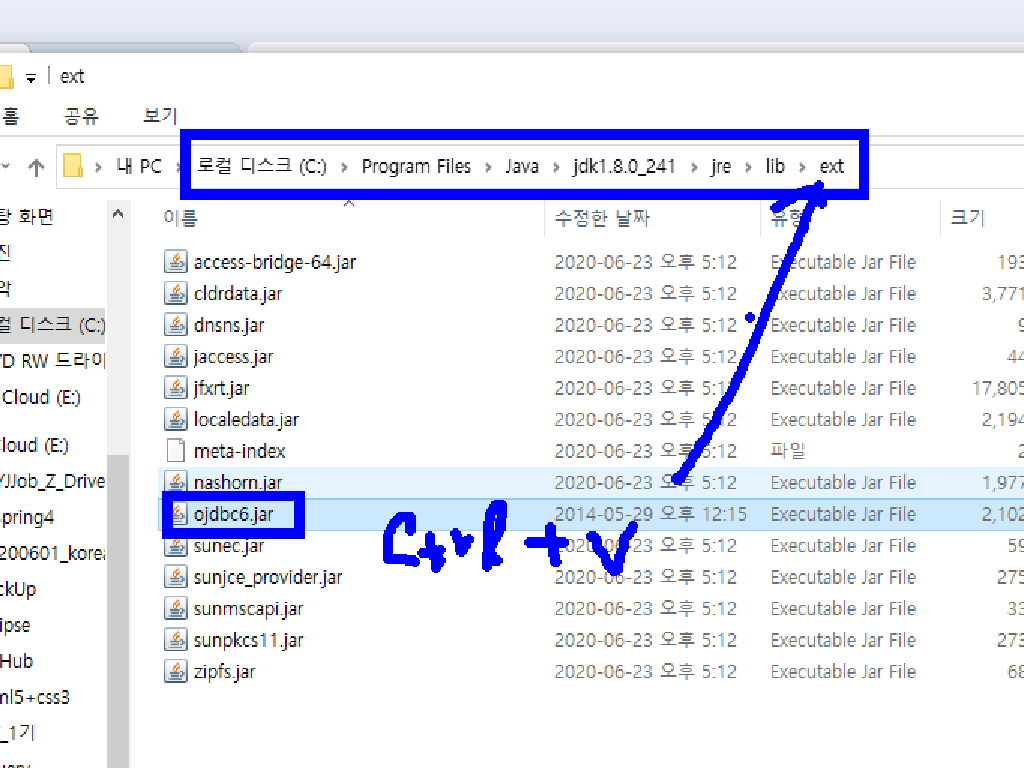 ext
홈 공유 보기
내 PC 로컬 디스크 (C:) Program Files Java jdk1.8.0_241 jre lib ext
이름 수정한 날짜 유형 크기
access-bridge-64.jar 2020-06-23 오후 5:12 Executable Jar File 193
cldrdata.jar 2020-06-23 오후 5:12 Executable Jar File 3,771
dnsns.jar 2020-06-23 오후 5:12 Executable Jar File 9
jaccess.jar 2020-06-23 오후 5:12 Executable Jar File 44
jfxrt.jar 2020-06-23 오후 5:12 Executable Jar File 17,805
localedata.jar 2020-06-23 오후 5:12 Executable Jar File 2,194
meta-index 2020-06-23 오후 5:12 파일 2
nashorn.jar 2020-06-23 오후 5:12 Executable Jar File 1,977
ojdbc6.jar 2014-05-29 오후 12:15 Executable Jar File 2,102
sunec.jar 2020-06-23 오후 5:12 Executable Jar File 59
sunjce_provider.jar 2020-06-23 오후 5:12 Executable Jar File 275
sunmscapi.jar 2020-06-23 오후 5:12 Executable Jar File 33
sunpkcs11.jar 2020-06-23 오후 5:12 Executable Jar File 273
zipfs.jar 2020-06-23 오후 5:12 Executable Jar File 68
Ctrl + v
탕 화면
진
악
컬 디스크 (C:)
/D RW 드라이
Cloud (E:)
loud (E:)
YJJob_Z_Drive
spring4
200601_korea
ckUp
ipse
Hub
ml5+css3
_1기